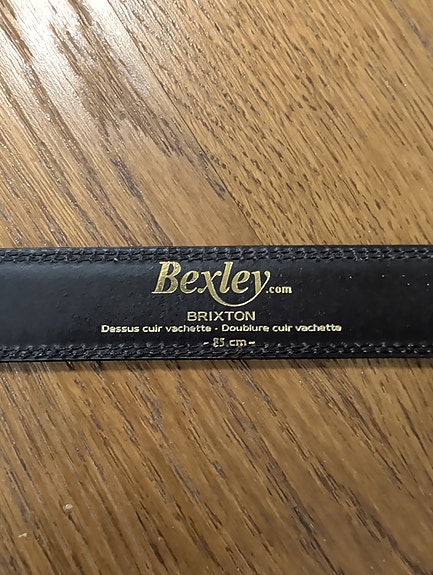 Bexley.com
BRIXTON
Dessus cuir vachette - Doublure cuir vachette
- 85 cm -